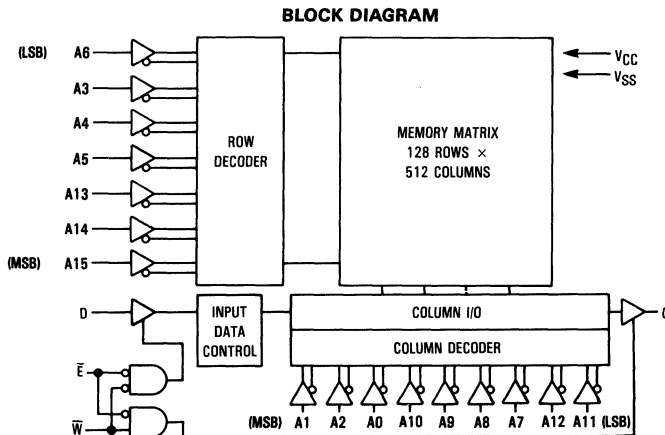 BLOCK DIAGRAM
(LSB) A6
A3
A4
A5
A13
A14
(MSB) A15
ROW
DECODER
MEMORY MATRIX
128 ROWS ×
512 COLUMNS
VCC
VSS
D
INPUT
DATA
CONTROL
COLUMN I/O
COLUMN DECODER
E
W
(MSB) A1 A2 A0 A10 A9 A8 A7 A12 A11 (LSB)